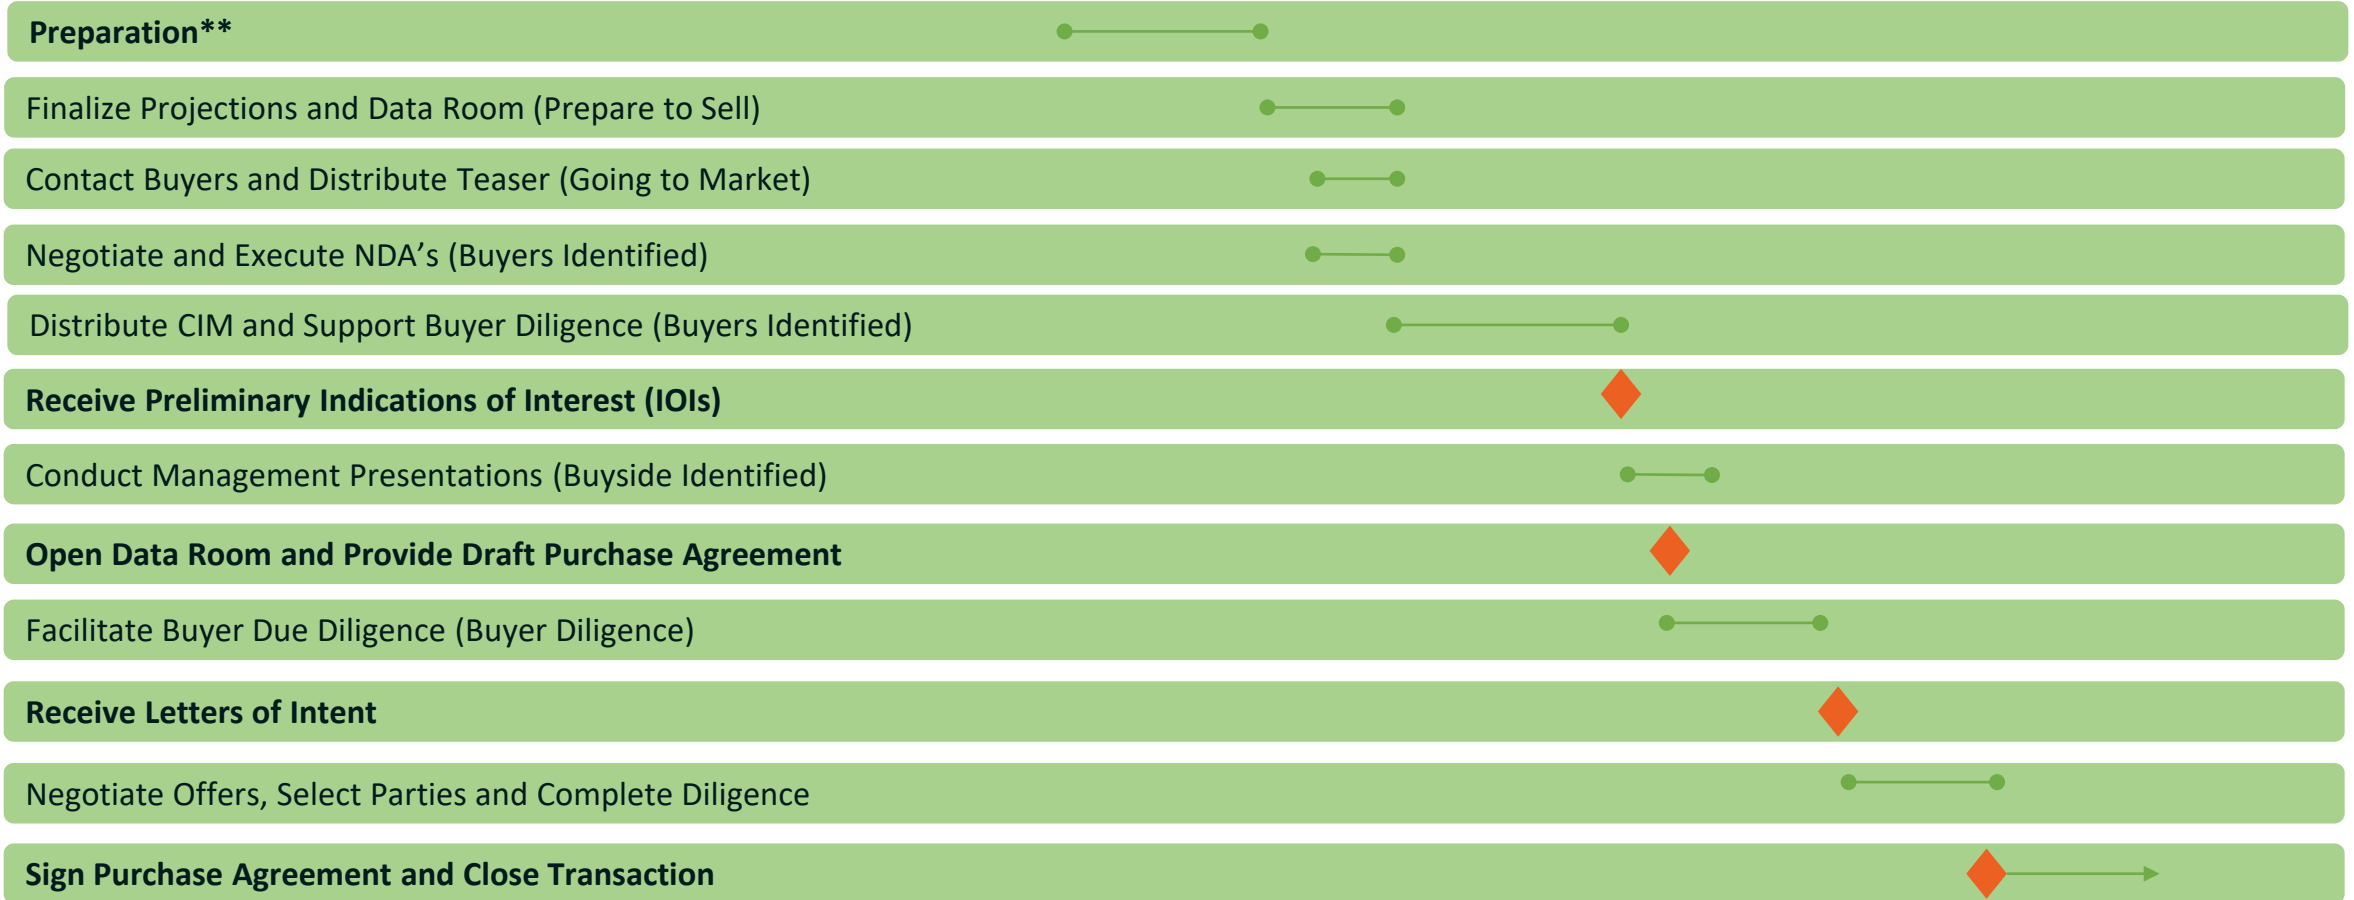 Preparation**
Finalize Projections and Data Room (Prepare to Sell)
Contact Buyers and Distribute Teaser (Going to Market)
Negotiate and Execute NDA’s (Buyers Identified)
Distribute CIM and Support Buyer Diligence (Buyers Identified)
Receive Preliminary Indications of Interest (IOIs)
Conduct Management Presentations (Buyside Identified)
Open Data Room and Provide Draft Purchase Agreement
Facilitate Buyer Due Diligence (Buyer Diligence)
Receive Letters of Intent
Negotiate Offers, Select Parties and Complete Diligence
Sign Purchase Agreement and Close Transaction